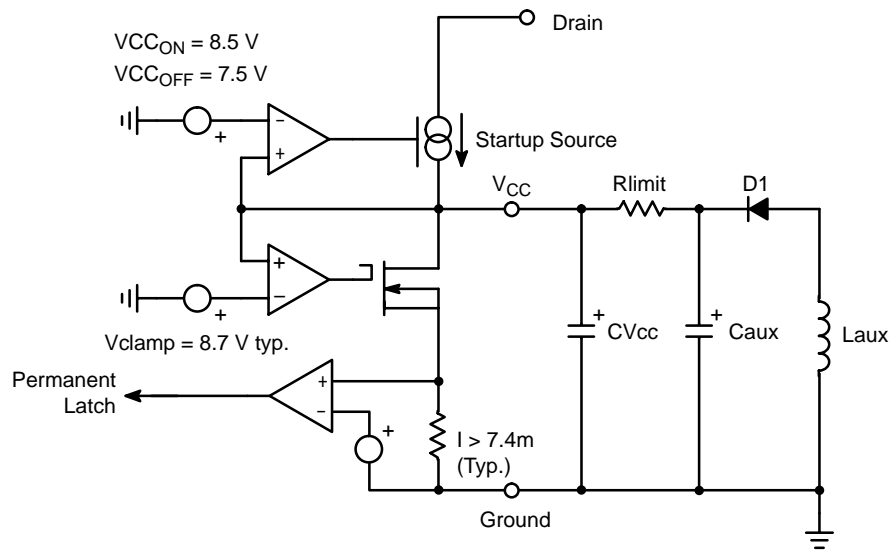 Drain
VCC_ON = 8.5 V
VCC_OFF = 7.5 V
−
+
+
Startup Source
V_CC
Rlimit
D1
+
−
+
Vclamp = 8.7 V typ.
+
CVcc
+
Caux
Laux
Permanent
Latch
+
−
+
I > 7.4m
(Typ.)
Ground